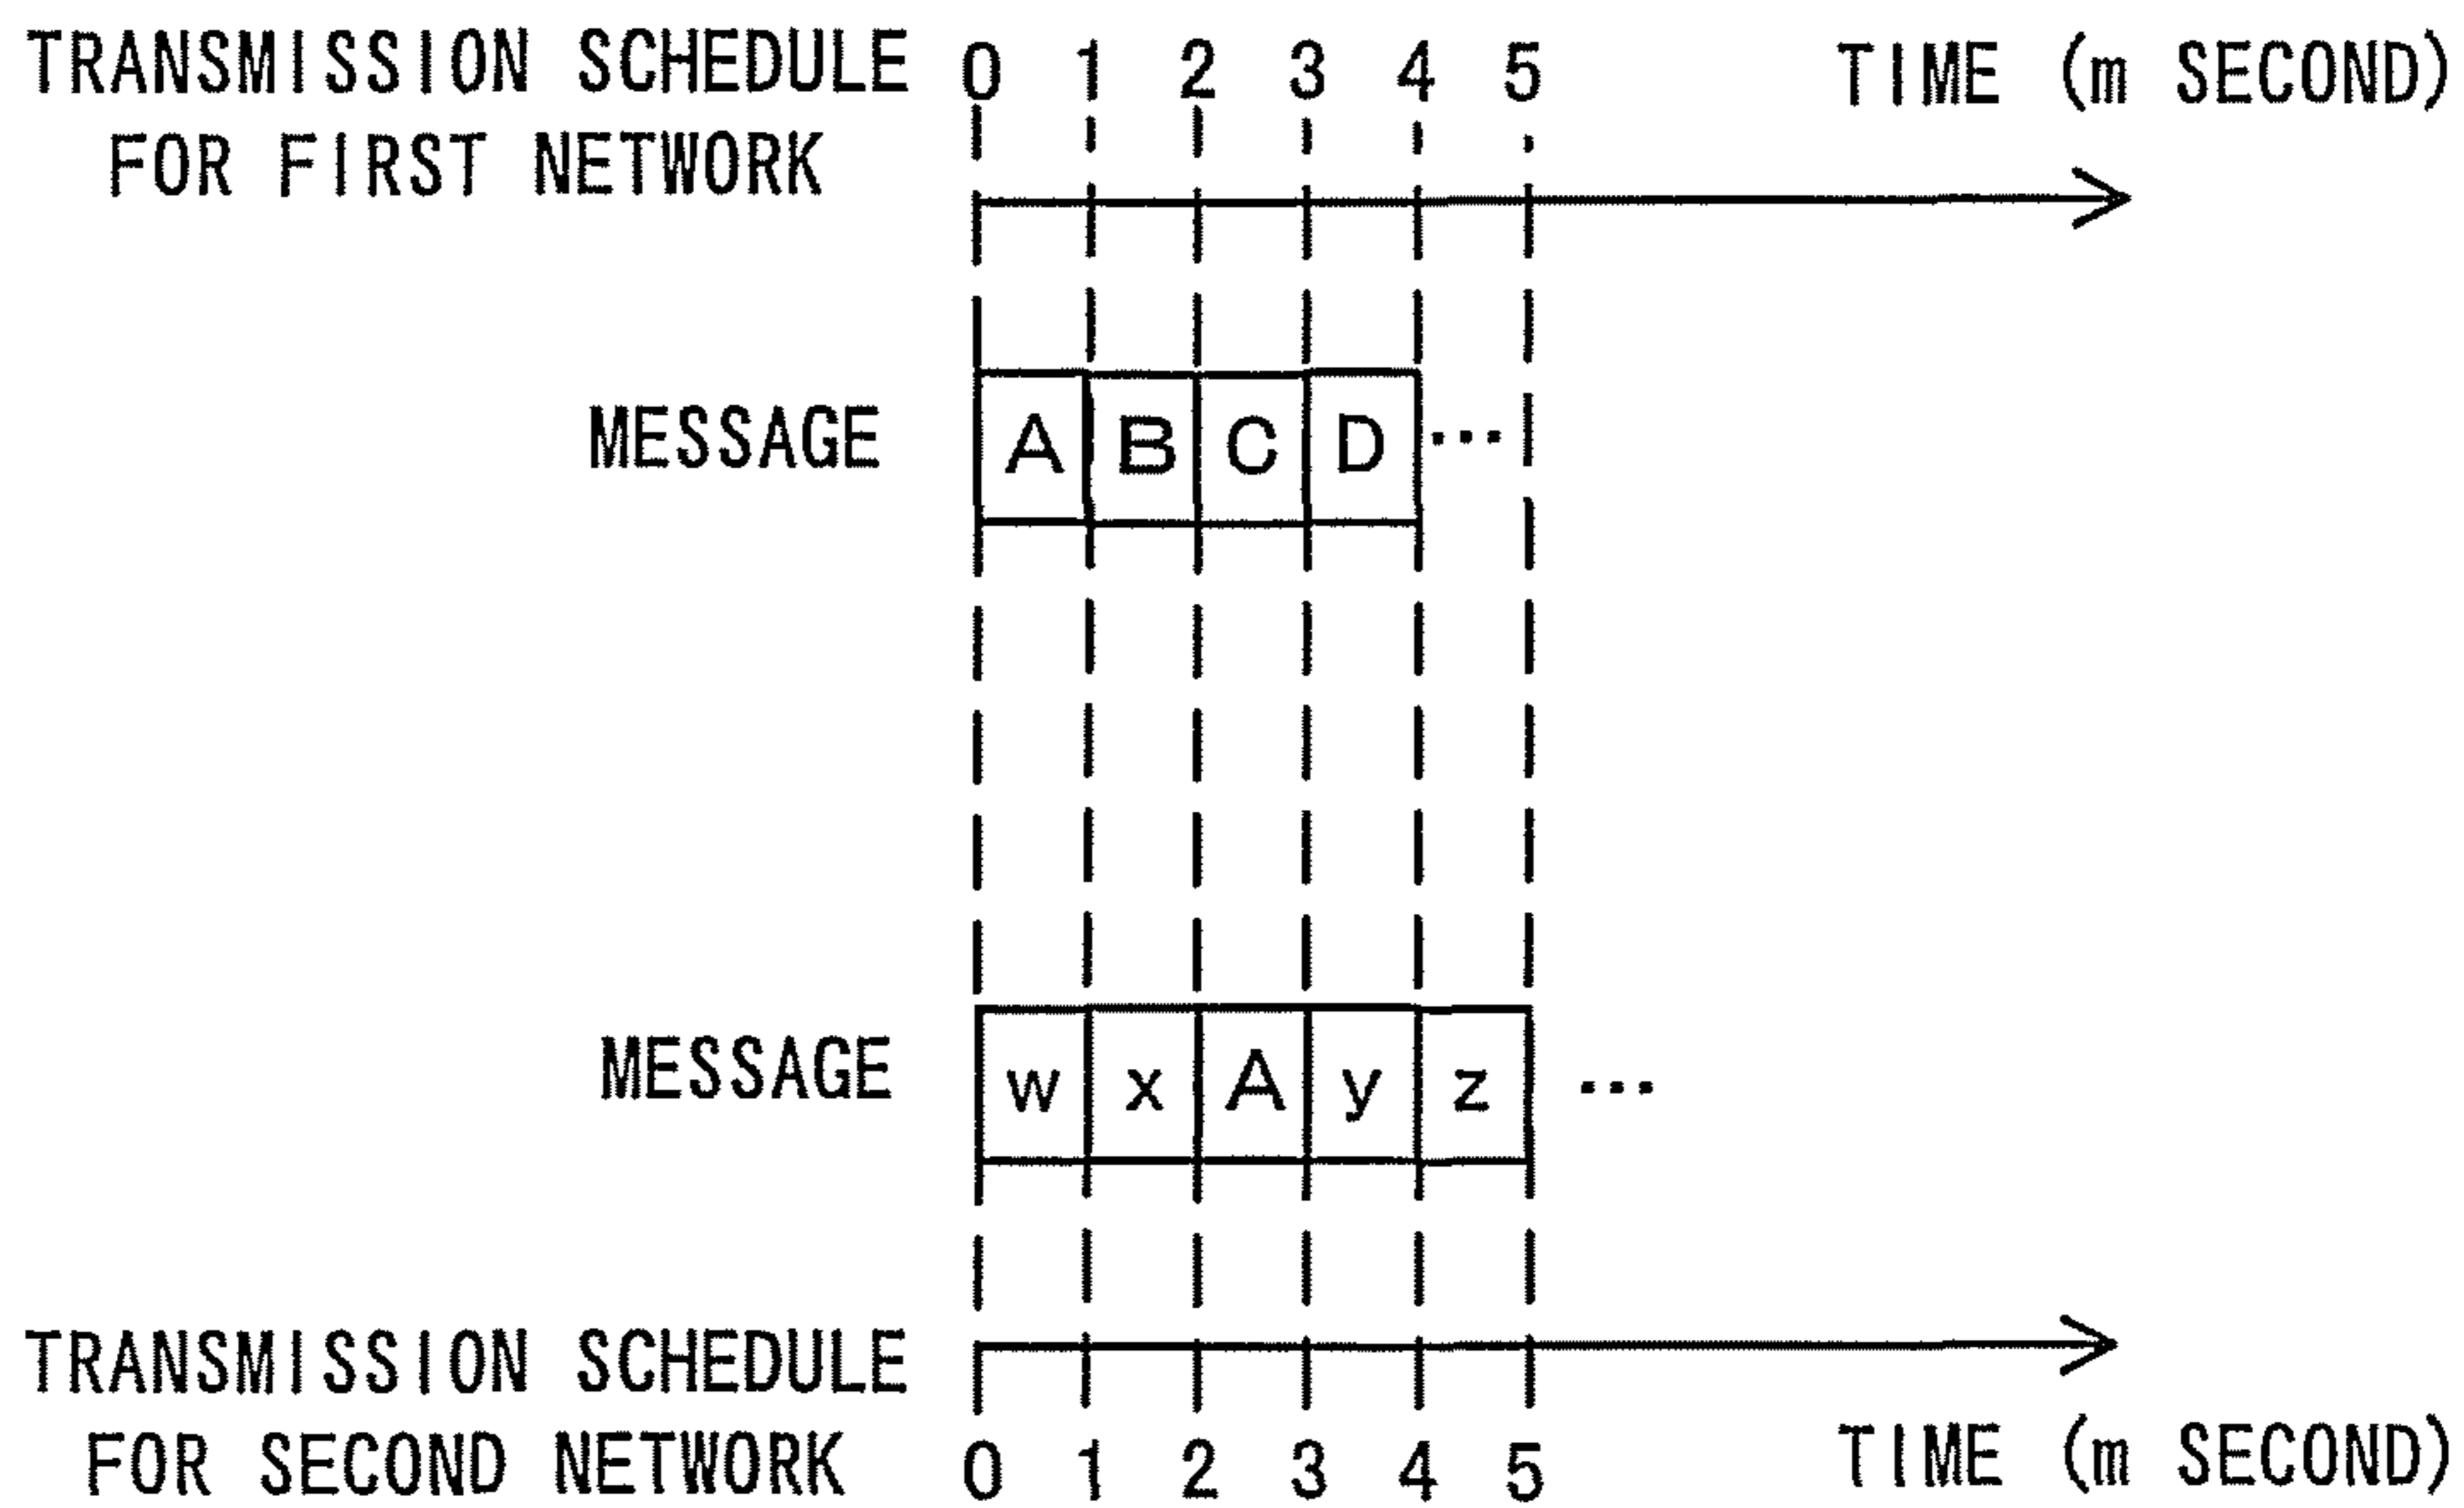 TRANSMISSION SCHEDULE 0 1 2 3 4 5 TIME (m SECOND)
FOR FIRST NETWORK
MESSAGE A B C D ...
MESSAGE w x A y z ...
TRANSMISSION SCHEDULE
FOR SECOND NETWORK 0 1 2 3 4 5 TIME (m SECOND)